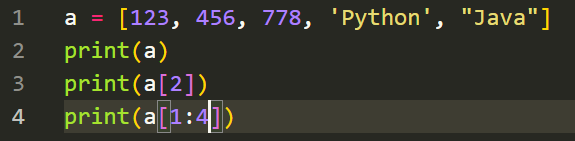 1 a = [123, 456, 778, 'Python', "Java"]
2 print(a)
3 print(a[2])
4 print(a[1:4])